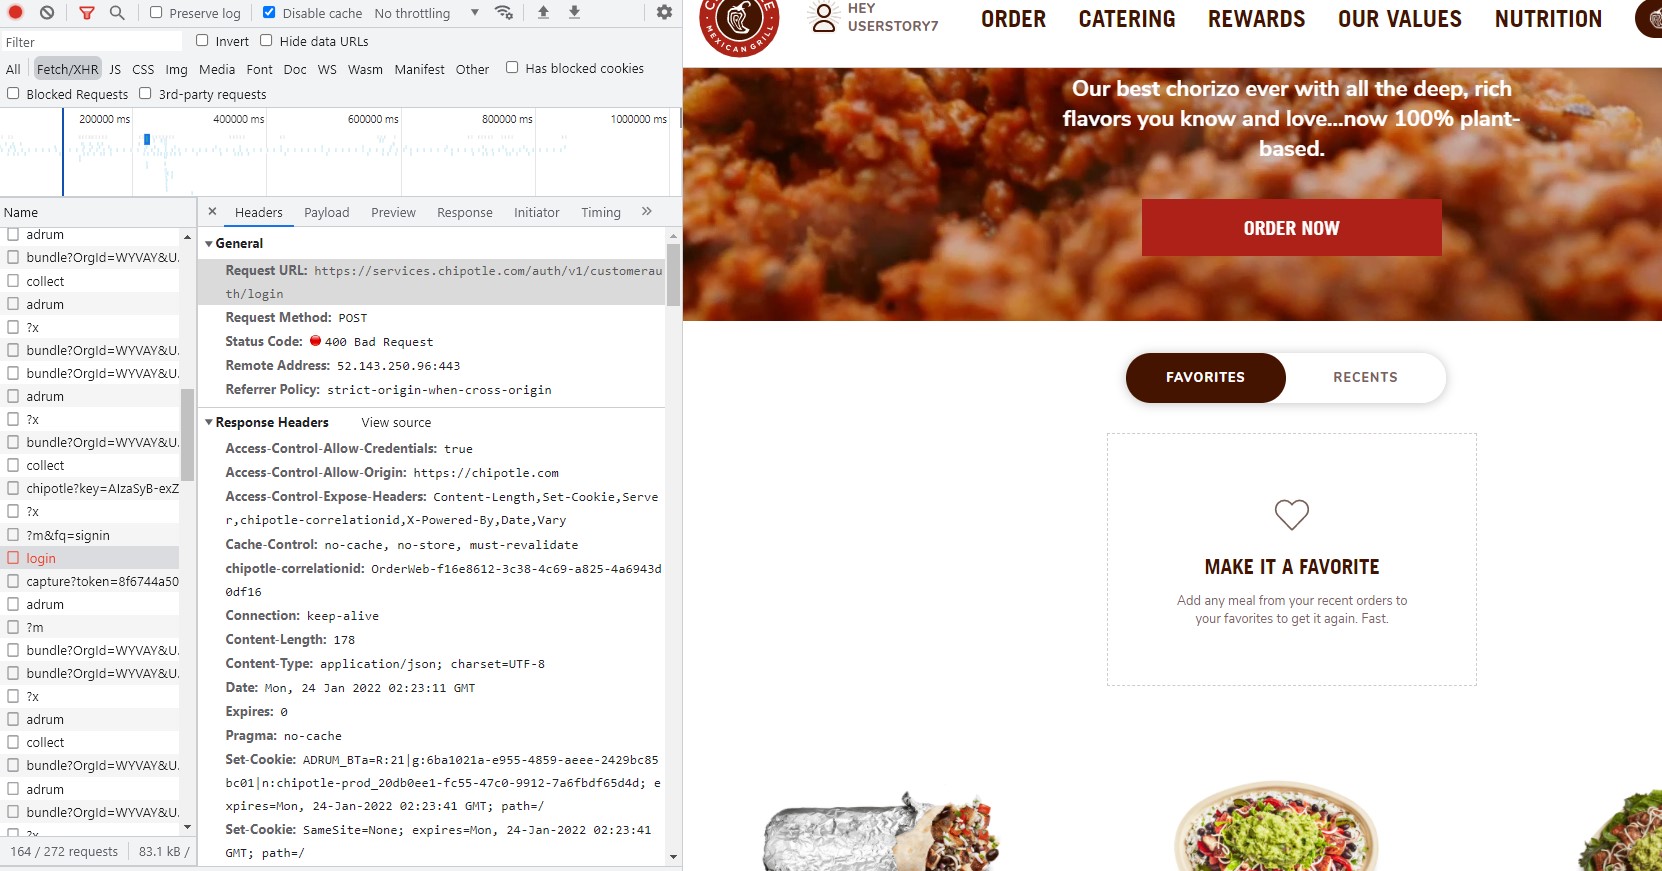 Preserve log
Disable cache
No throttling
Filter
Invert
Hide data URLs
All
Fetch/XHR
JS
CSS
Img
Media
Font
Doc
WS
Wasm
Manifest
Other
Has blocked cookies
Blocked Requests
3rd-party requests
200000 ms
400000 ms
600000 ms
800000 ms
1000000 ms
Name
adrum
bundle?OrgId=WYVAY&U.
collect
adrum
?x
bundle?OrgId=WYVAY&U.
bundle?OrgId=WYVAY&U.
adrum
?x
bundle?OrgId=WYVAY&U.
collect
chipotle?key=AIzaSyB-exZ
?x
?m&fq=signin
login
capture?token=8f6744a50
adrum
?m
bundle?OrgId=WYVAY&U.
bundle?OrgId=WYVAY&U.
?x
adrum
collect
bundle?OrgId=WYVAY&U.
adrum
bundle?OrgId=WYVAY&U.
?x
164 / 272 requests
83.1 kB /
Headers
Payload
Preview
Response
Initiator
Timing
General
Request URL: https://services.chipotle.com/auth/v1/customerau
th/login
Request Method: POST
Status Code: 400 Bad Request
Remote Address: 52.143.250.96:443
Referrer Policy: strict-origin-when-cross-origin
Response Headers
View source
Access-Control-Allow-Credentials: true
Access-Control-Allow-Origin: https://chipotle.com
Access-Control-Expose-Headers: Content-Length,Set-Cookie,Serve
r,chipotle-correlationid,X-Powered-By,Date,Vary
Cache-Control: no-cache, no-store, must-revalidate
chipotle-correlationid: OrderWeb-f16e8612-3c38-4c69-a825-4a6943d
0df16
Connection: keep-alive
Content-Length: 178
Content-Type: application/json; charset=UTF-8
Date: Mon, 24 Jan 2022 02:23:11 GMT
Expires: 0
Pragma: no-cache
Set-Cookie: ADRUM_BTa=R:21|g:6ba1021a-e955-4859-aeee-2429bc85
bc01|n:chipotle-prod_20db0ee1-fc55-47c0-9912-7a6fbdf65d4d; e
xpires=Mon, 24-Jan-2022 02:23:41 GMT; path=/
Set-Cookie: SameSite=None; expires=Mon, 24-Jan-2022 02:23:41
GMT; path=/
MEXICAN GRILL
HEY
USERSTORY7
ORDER
CATERING
REWARDS
OUR VALUES
NUTRITION
Our best chorizo ever with all the deep, rich
flavors you know and love...now 100% plant-
based.
ORDER NOW
FAVORITES
RECENTS
MAKE IT A FAVORITE
Add any meal from your recent orders to
your favorites to get it again. Fast.